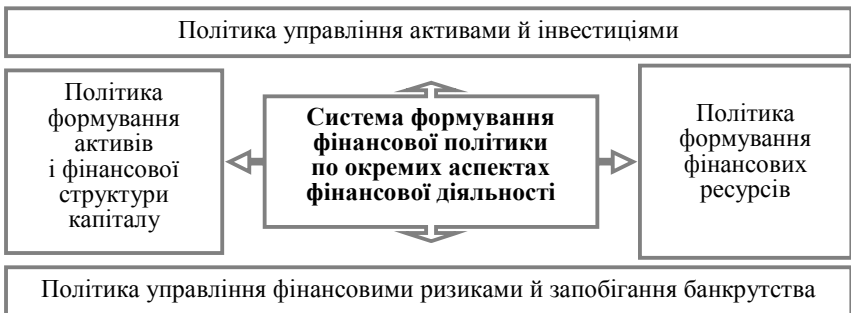 Політика управління активами й інвестиціями
Політика
формування
активів
і фінансової
структури
капіталу
Система формування
фінансової політики
по окремих аспектах
фінансової діяльності
Політика
формування
фінансових
ресурсів
Політика управління фінансовими ризиками й запобігання банкрутства